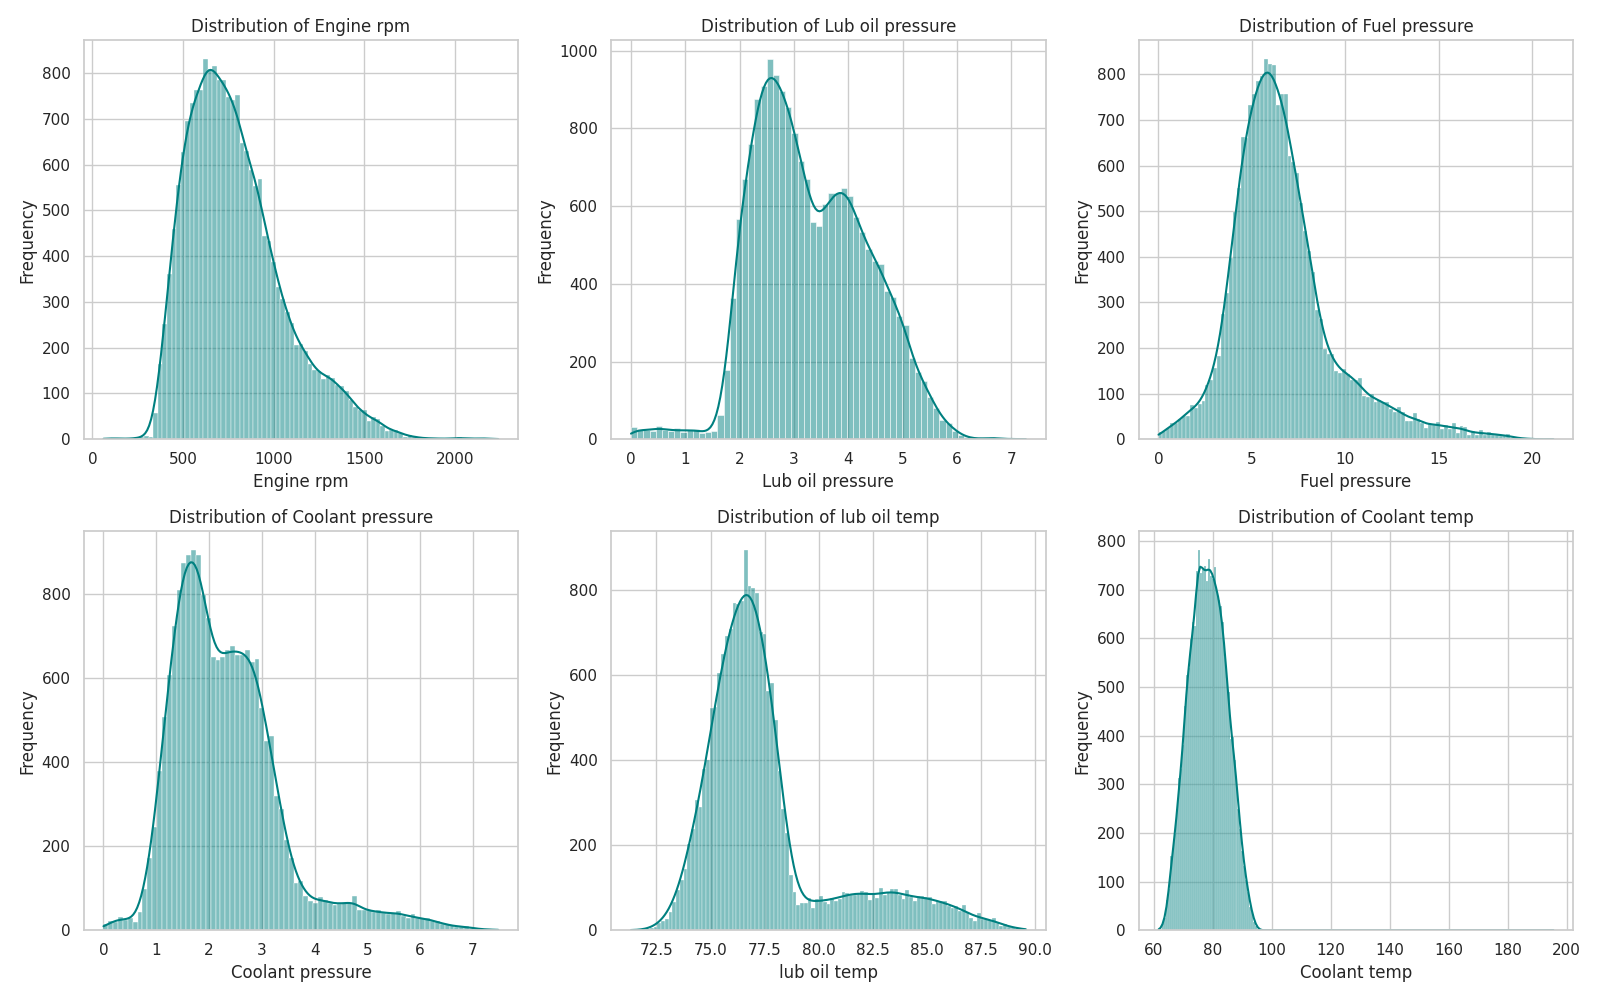 Distribution of Engine rpm
800
700
600
500
400
300
200
100
0
Frequency
0 500 1000 1500 2000
Engine rpm
Distribution of Lub oil pressure
1000
800
600
400
200
0
Frequency
0 1 2 3 4 5 6 7
Lub oil pressure
Distribution of Fuel pressure
800
700
600
500
400
300
200
100
0
Frequency
0 5 10 15 20
Fuel pressure
Distribution of Coolant pressure
800
600
400
200
0
Frequency
0 1 2 3 4 5 6 7
Coolant pressure
Distribution of lub oil temp
800
600
400
200
0
Frequency
72.5 75.0 77.5 80.0 82.5 85.0 87.5 90.0
lub oil temp
Distribution of Coolant temp
800
700
600
500
400
300
200
100
0
Frequency
60 80 100 120 140 160 180 200
Coolant temp